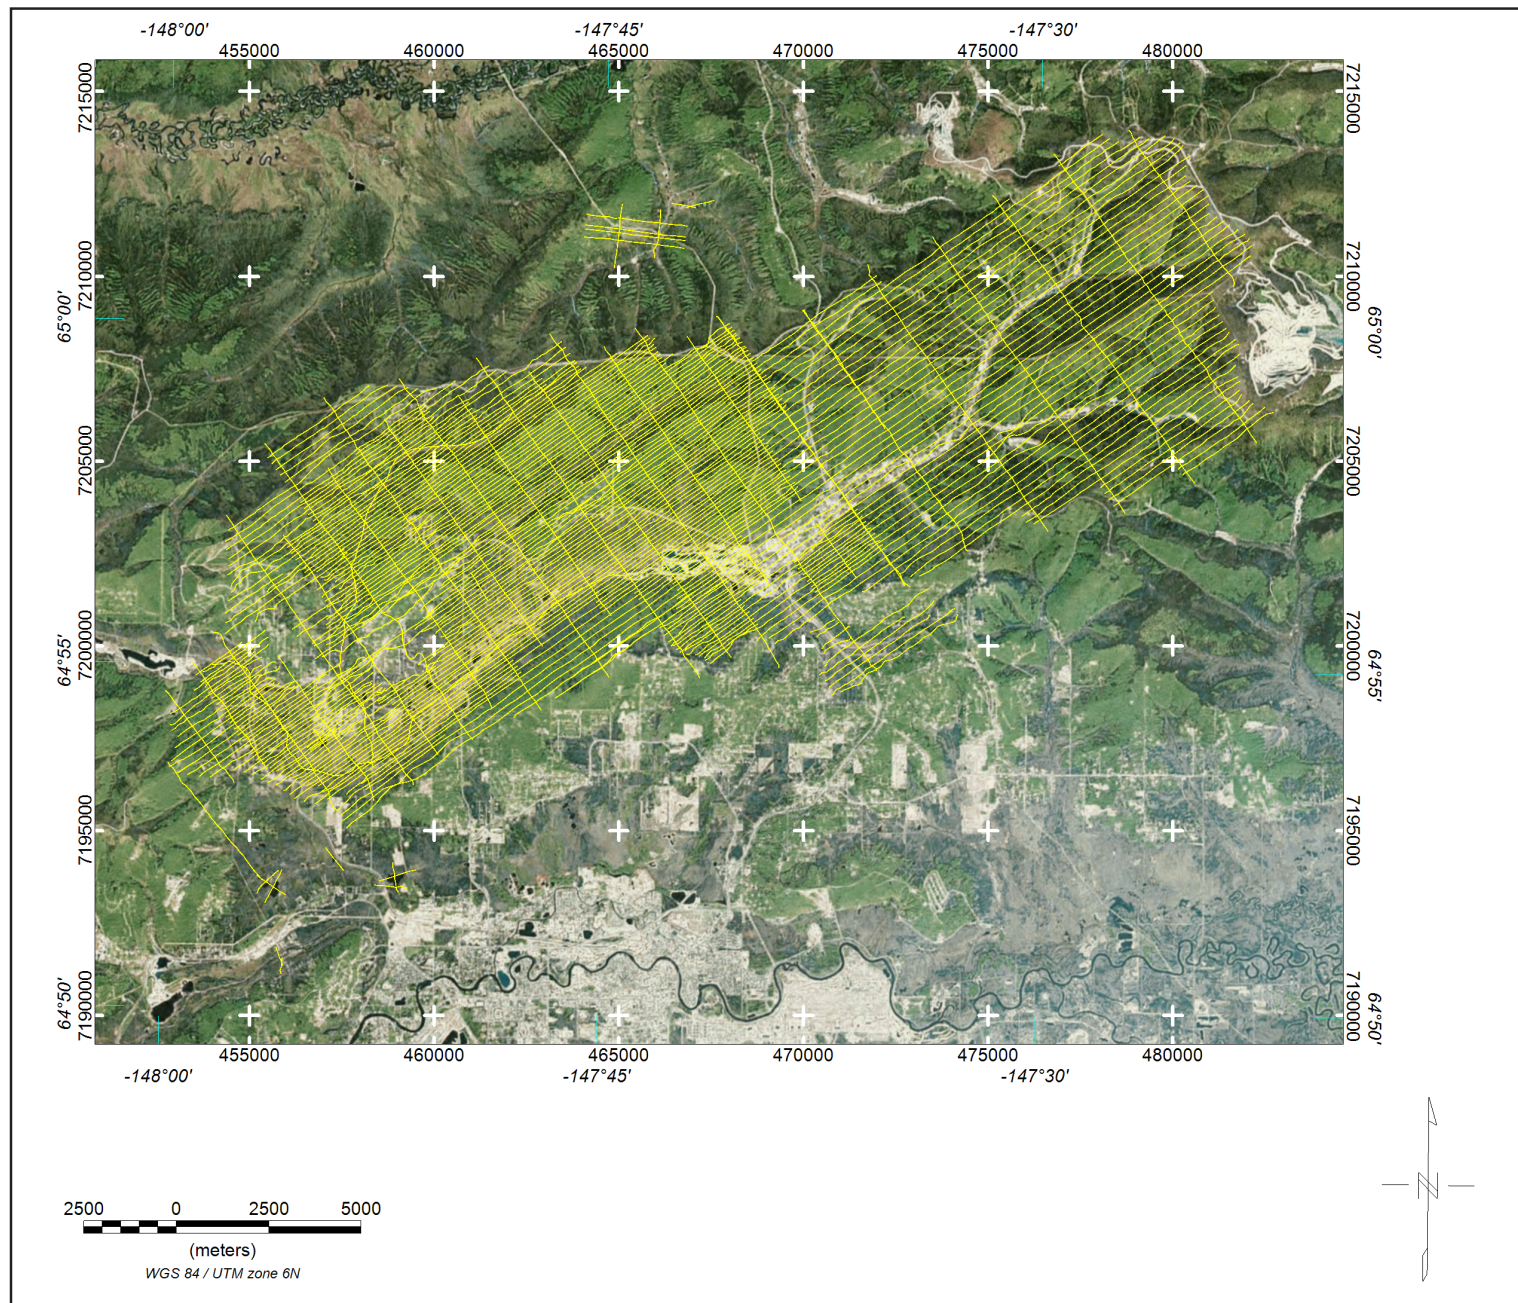 -148°00' -147°45' -147°30'
455000 460000 465000 470000 475000 480000
7215000 7215000
7210000 7210000
65°00' 65°00'
7205000 7205000
7200000 7200000
64°55' 64°55'
7195000 7195000
64°50' 64°50'
7190000 7190000
455000 460000 465000 470000 475000 480000
-148°00' -147°45' -147°30'
N
2500 0 2500 5000
(meters)
WGS 84 / UTM zone 6N